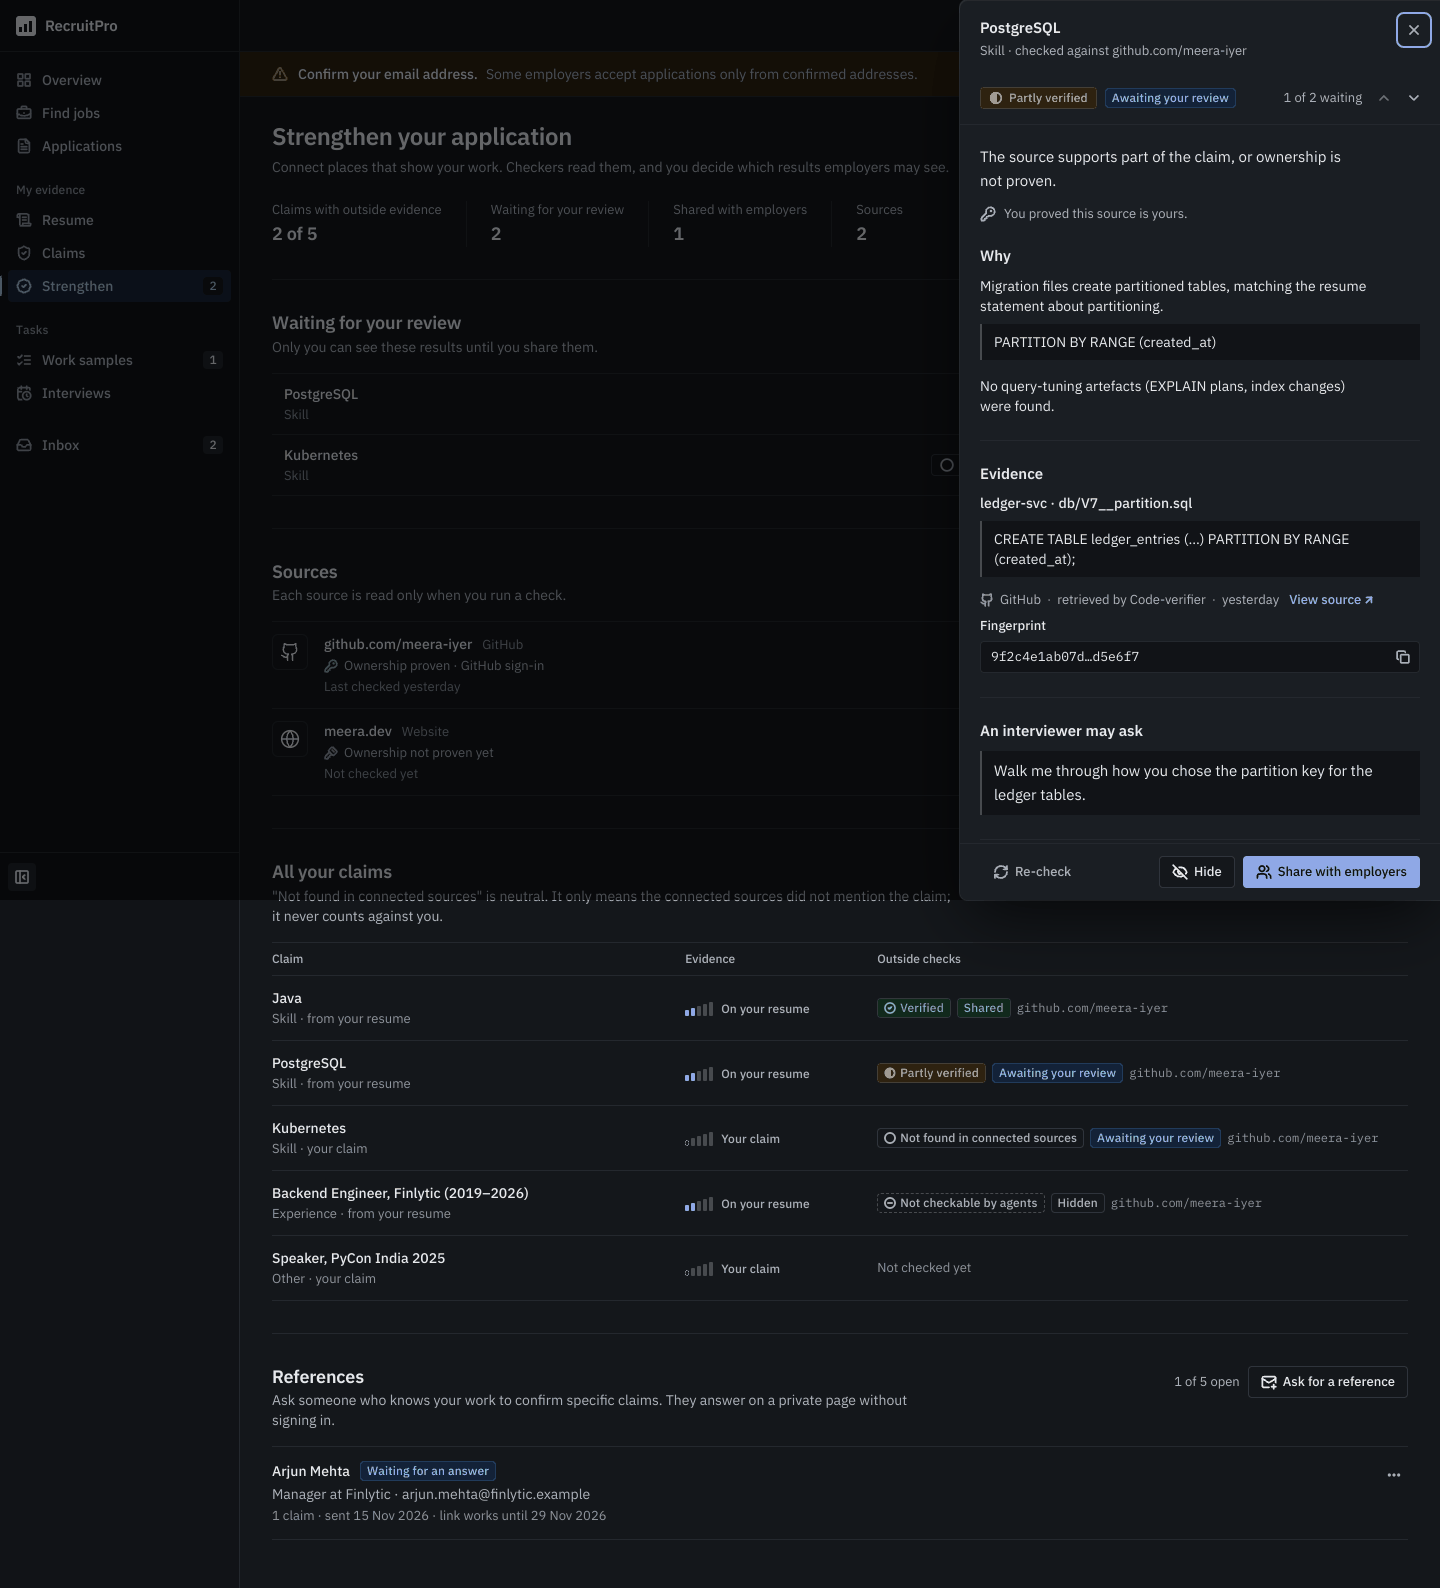 RecruitPro
Overview
Find jobs
Applications
My evidence
Resume
Claims
Strengthen 2
Tasks
Work samples 1
Interviews
Inbox 2
Confirm your email address. Some employers accept applications only from confirmed addresses.
Strengthen your application
Connect places that show your work. Checkers read them, and you decide which results employers may see.
Claims with outside evidence
2 of 5
Waiting for your review
2
Shared with employers
1
Sources
2
Waiting for your review
Only you can see these results until you share them.
PostgreSQL
Skill
Kubernetes
Skill
Sources
Each source is read only when you run a check.
github.com/meera-iyer GitHub
Ownership proven · GitHub sign-in
Last checked yesterday
meera.dev Website
Ownership not proven yet
Not checked yet
All your claims
"Not found in connected sources" is neutral. It only means the connected sources did not mention the claim;
it never counts against you.
Claim Evidence Outside checks
Java
Skill · from your resume
On your resume
Verified Shared github.com/meera-iyer
PostgreSQL
Skill · from your resume
On your resume
Partly verified Awaiting your review github.com/meera-iyer
Kubernetes
Skill · your claim
Your claim
Not found in connected sources Awaiting your review github.com/meera-iyer
Backend Engineer, Finlytic (2019–2026)
Experience · from your resume
On your resume
Not checkable by agents Hidden github.com/meera-iyer
Speaker, PyCon India 2025
Other · your claim
Your claim
Not checked yet
References
Ask someone who knows your work to confirm specific claims. They answer on a private page without
signing in.
1 of 5 open
Ask for a reference
Arjun Mehta Waiting for an answer
Manager at Finlytic · arjun.mehta@finlytic.example
1 claim · sent 15 Nov 2026 · link works until 29 Nov 2026
PostgreSQL
Skill · checked against github.com/meera-iyer
Partly verified Awaiting your review 1 of 2 waiting
The source supports part of the claim, or ownership is
not proven.
You proved this source is yours.
Why
Migration files create partitioned tables, matching the resume
statement about partitioning.
PARTITION BY RANGE (created_at)
No query-tuning artefacts (EXPLAIN plans, index changes)
were found.
Evidence
ledger-svc · db/V7__partition.sql
CREATE TABLE ledger_entries (…) PARTITION BY RANGE
(created_at);
GitHub · retrieved by Code-verifier · yesterday View source
Fingerprint
9f2c4e1ab07d…d5e6f7
An interviewer may ask
Walk me through how you chose the partition key for the
ledger tables.
Re-check Hide Share with employers